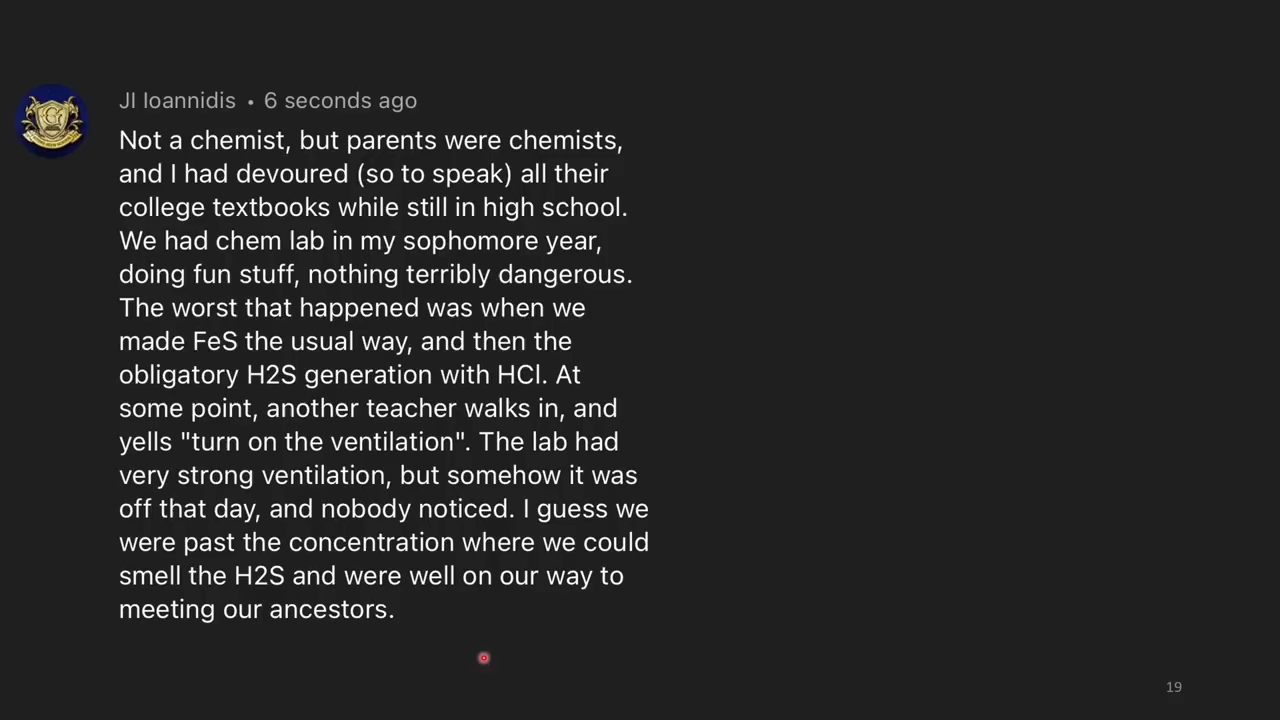 JI Ioannidis • 6 seconds ago
Not a chemist, but parents were chemists,
and I had devoured (so to speak) all their
college textbooks while still in high school.
We had chem lab in my sophomore year,
doing fun stuff, nothing terribly dangerous.
The worst that happened was when we
made FeS the usual way, and then the
obligatory H2S generation with HCl. At
some point, another teacher walks in, and
yells "turn on the ventilation". The lab had
very strong ventilation, but somehow it was
off that day, and nobody noticed. I guess we
were past the concentration where we could
smell the H2S and were well on our way to
meeting our ancestors.
19